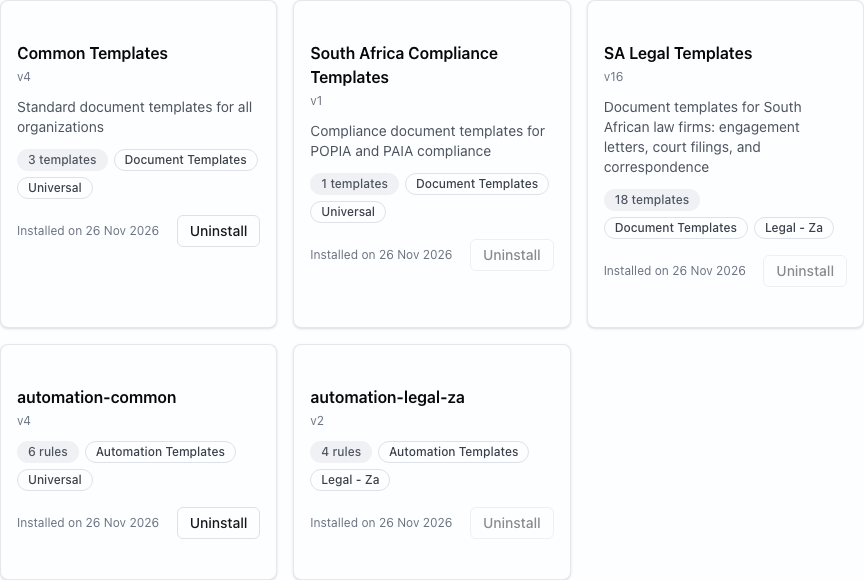 Common Templates
v4
Standard document templates for all
organizations
3 templates
Document Templates
Universal
Installed on 26 Nov 2026
Uninstall
South Africa Compliance
Templates
v1
Compliance document templates for
POPIA and PAIA compliance
1 templates
Document Templates
Universal
Installed on 26 Nov 2026
Uninstall
SA Legal Templates
v16
Document templates for South
African law firms: engagement
letters, court filings, and
correspondence
18 templates
Document Templates
Legal - Za
Installed on 26 Nov 2026
Uninstall
automation-common
v4
6 rules
Automation Templates
Universal
Installed on 26 Nov 2026
Uninstall
automation-legal-za
v2
4 rules
Automation Templates
Legal - Za
Installed on 26 Nov 2026
Uninstall